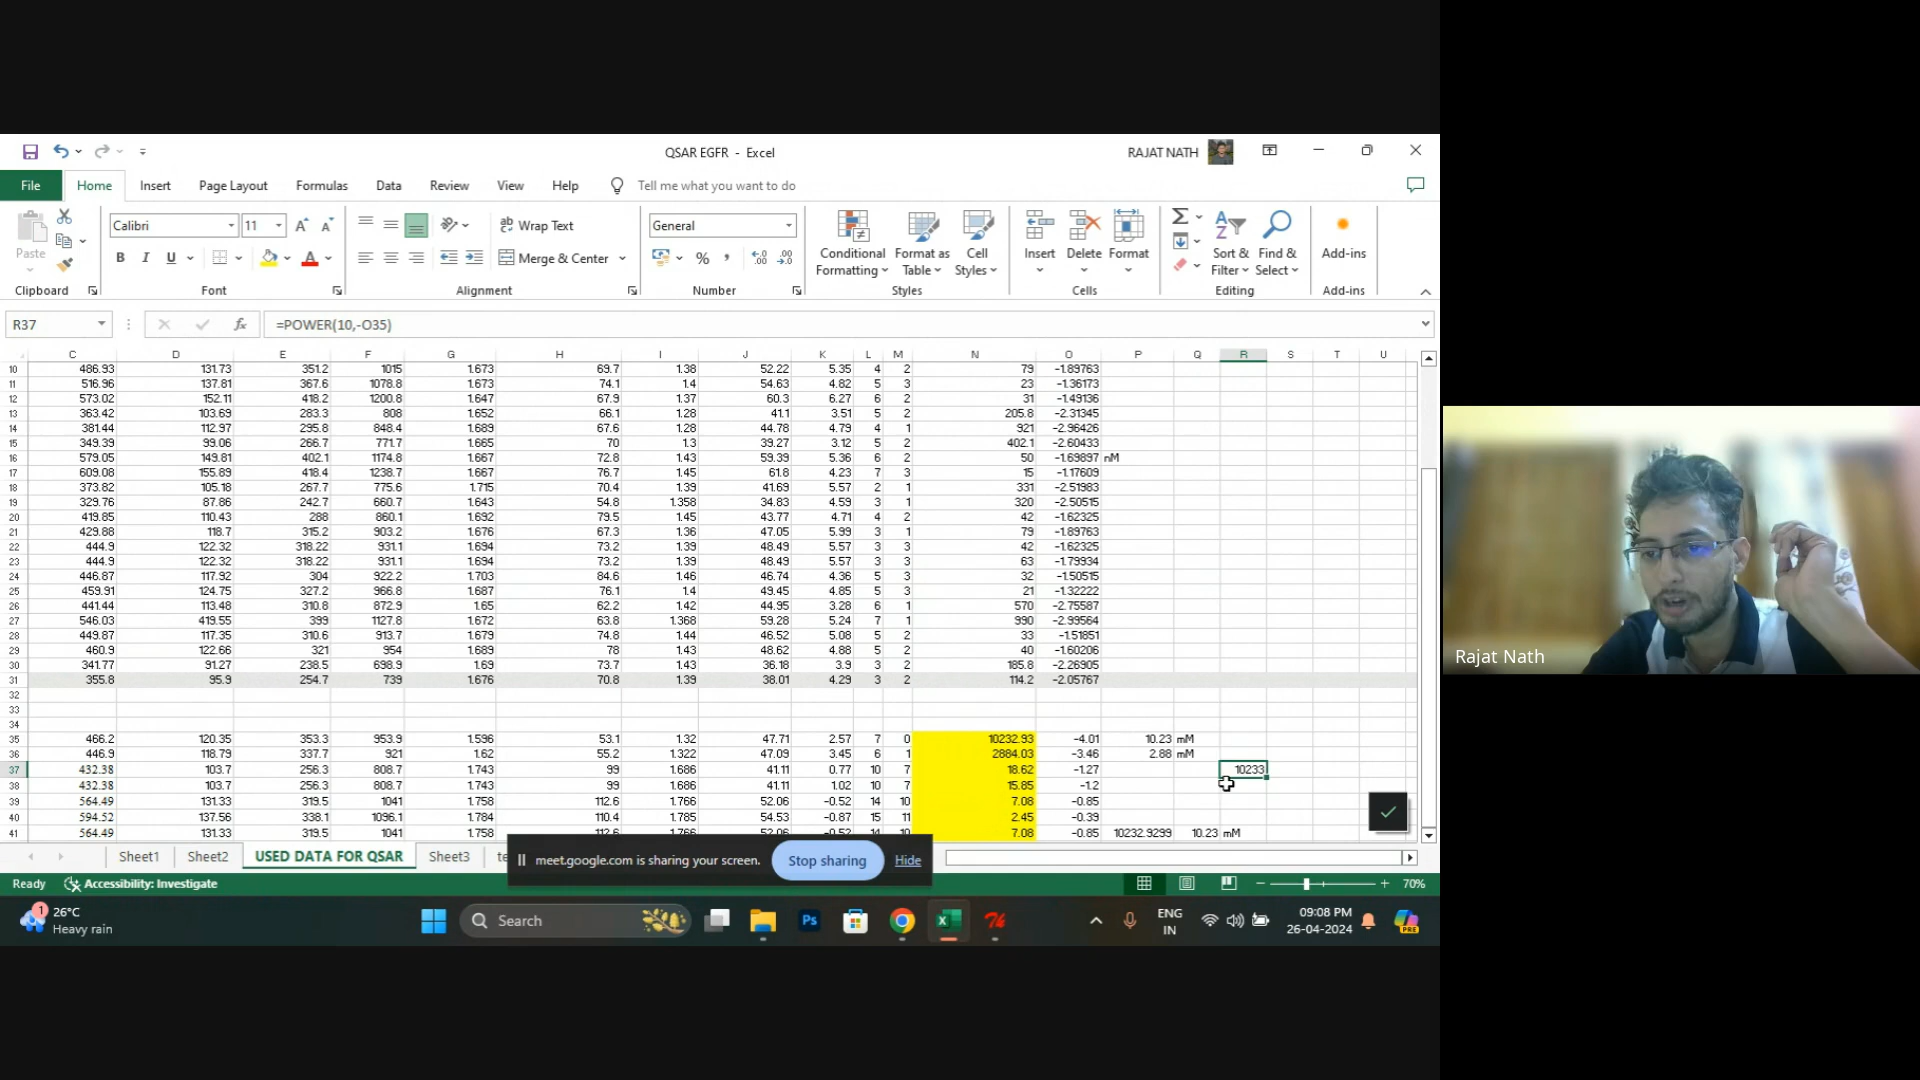 QSAR EGFR - Excel
RAJAT NATH
File Home Insert Page Layout Formulas Data Review View Help Tell me what you want to do
Paste
Calibri 11
Wrap Text
General
Conditional Formatting
Format as Table
Cell Styles
Insert Delete Format
Sort & Filter
Find & Select
Add-ins
B I U
Merge & Center
Clipboard Font Alignment Number Styles Cells Editing Add-ins
R37 fx =POWER(10,-O35)
C D E F G H I J K L M N O P Q R S T U
10 486.93 131.73 351.2 1015 1.673 69.7 1.38 52.22 5.35 4 2 79 -1.89763
11 516.96 137.81 367.6 1078.8 1.673 74.1 1.4 54.63 4.82 5 3 23 -1.36173
12 573.02 152.11 418.2 1200.8 1.647 67.9 1.37 60.3 6.27 6 2 31 -1.49136
13 363.42 103.69 283.3 808 1.652 66.1 1.28 41.1 3.51 5 2 205.8 -2.31345
14 381.44 112.97 295.8 848.4 1.689 67.6 1.28 44.78 4.79 4 1 921 -2.96426
15 349.39 99.06 266.7 771.7 1.665 70 1.3 39.27 3.12 5 2 402.1 -2.60433
16 579.05 149.81 402.1 1174.8 1.667 72.8 1.43 59.39 5.36 6 2 50 -1.69897 nM
17 609.08 155.89 418.4 1238.7 1.667 76.7 1.45 61.8 4.23 7 3 15 -1.17609
18 373.82 105.18 267.7 775.6 1.715 70.4 1.39 41.69 5.57 2 1 331 -2.51983
19 329.76 87.86 242.7 660.7 1.643 54.8 1.358 34.83 4.59 3 1 320 -2.50515
20 419.85 110.43 288 860.1 1.692 79.5 1.45 43.77 4.71 4 2 42 -1.62325
21 429.88 118.7 315.2 903.2 1.676 67.3 1.36 47.05 5.99 3 1 79 -1.89763
22 444.9 122.32 318.22 931.1 1.694 73.2 1.39 48.49 5.57 3 3 42 -1.62325
23 444.9 122.32 318.22 931.1 1.694 73.2 1.39 48.49 5.57 3 3 63 -1.79934
24 446.87 117.92 304 922.2 1.703 84.6 1.46 46.74 4.36 5 3 32 -1.50515
25 459.91 124.75 327.2 966.8 1.687 76.1 1.4 49.45 4.85 5 3 21 -1.32222
26 441.44 113.48 310.8 872.9 1.65 62.2 1.42 44.95 3.28 6 1 570 -2.75587
27 546.03 419.55 399 1127.8 1.672 63.8 1.368 59.28 5.24 7 1 990 -2.99564
28 449.87 117.35 310.6 913.7 1.679 74.8 1.44 46.52 5.08 5 2 33 -1.51851
29 460.9 122.66 321 954 1.689 78 1.43 48.62 4.88 5 2 40 -1.60206
30 341.77 91.27 238.5 698.9 1.69 73.7 1.43 36.18 3.9 3 2 185.8 -2.26905
31 355.8 95.9 254.7 739 1.676 70.8 1.39 38.01 4.29 3 2 114.2 -2.05767
32
33
34
35 466.2 120.35 353.3 953.9 1.596 53.1 1.32 47.71 2.57 7 0 10232.93 -4.01 10.23 mM
36 446.9 118.79 337.7 921 1.62 55.2 1.322 47.09 3.45 6 1 2884.03 -3.46 2.88 mM
37 432.38 103.7 256.3 808.7 1.743 99 1.686 41.11 0.77 10 7 18.62 -1.27 10233
38 432.38 103.7 256.3 808.7 1.743 99 1.686 41.11 1.02 10 7 15.85 -1.2
39 564.49 131.33 319.5 1041 1.758 112.6 1.766 52.06 -0.52 14 10 7.08 -0.85
40 594.52 137.56 338.1 1096.1 1.784 110.4 1.785 54.53 -0.87 15 11 2.45 -0.39
41 564.49 131.33 319.5 1041 1.758 112.6 1.766 52.06 -0.52 14 10 7.08 -0.85 10232.9299 10.23 mM
Sheet1 Sheet2 USED DATA FOR QSAR Sheet3
meet.google.com is sharing your screen. Stop sharing Hide
Ready Accessibility: Investigate 70%
1 26°C
Heavy rain
Search
Ps
ENG
IN
09:08 PM
26-04-2024
PRE
Rajat Nath